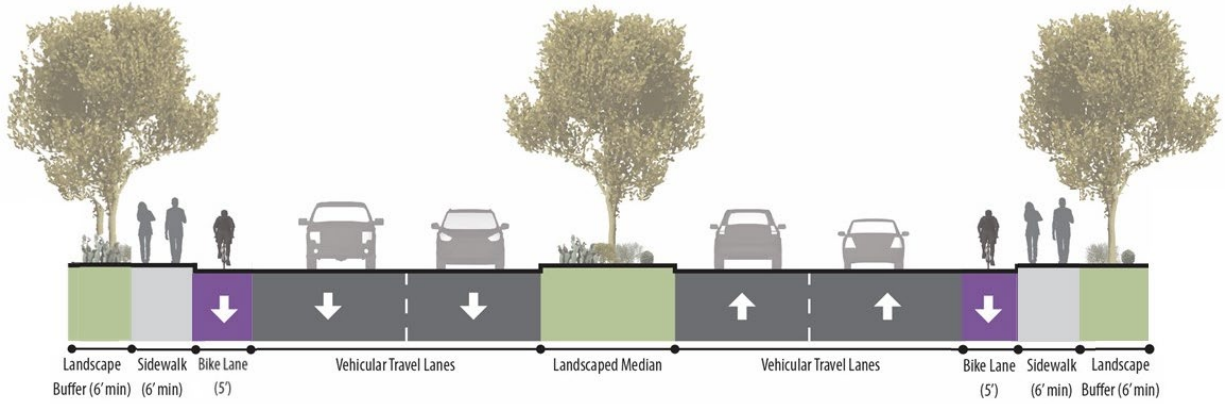 Landscape
Buffer (6' min)
Sidewalk
(6' min)
Bike Lane
(5')
Vehicular Travel Lanes
Landscaped Median
Vehicular Travel Lanes
Bike Lane
(5')
Sidewalk
(6' min)
Landscape
Buffer (6' min)